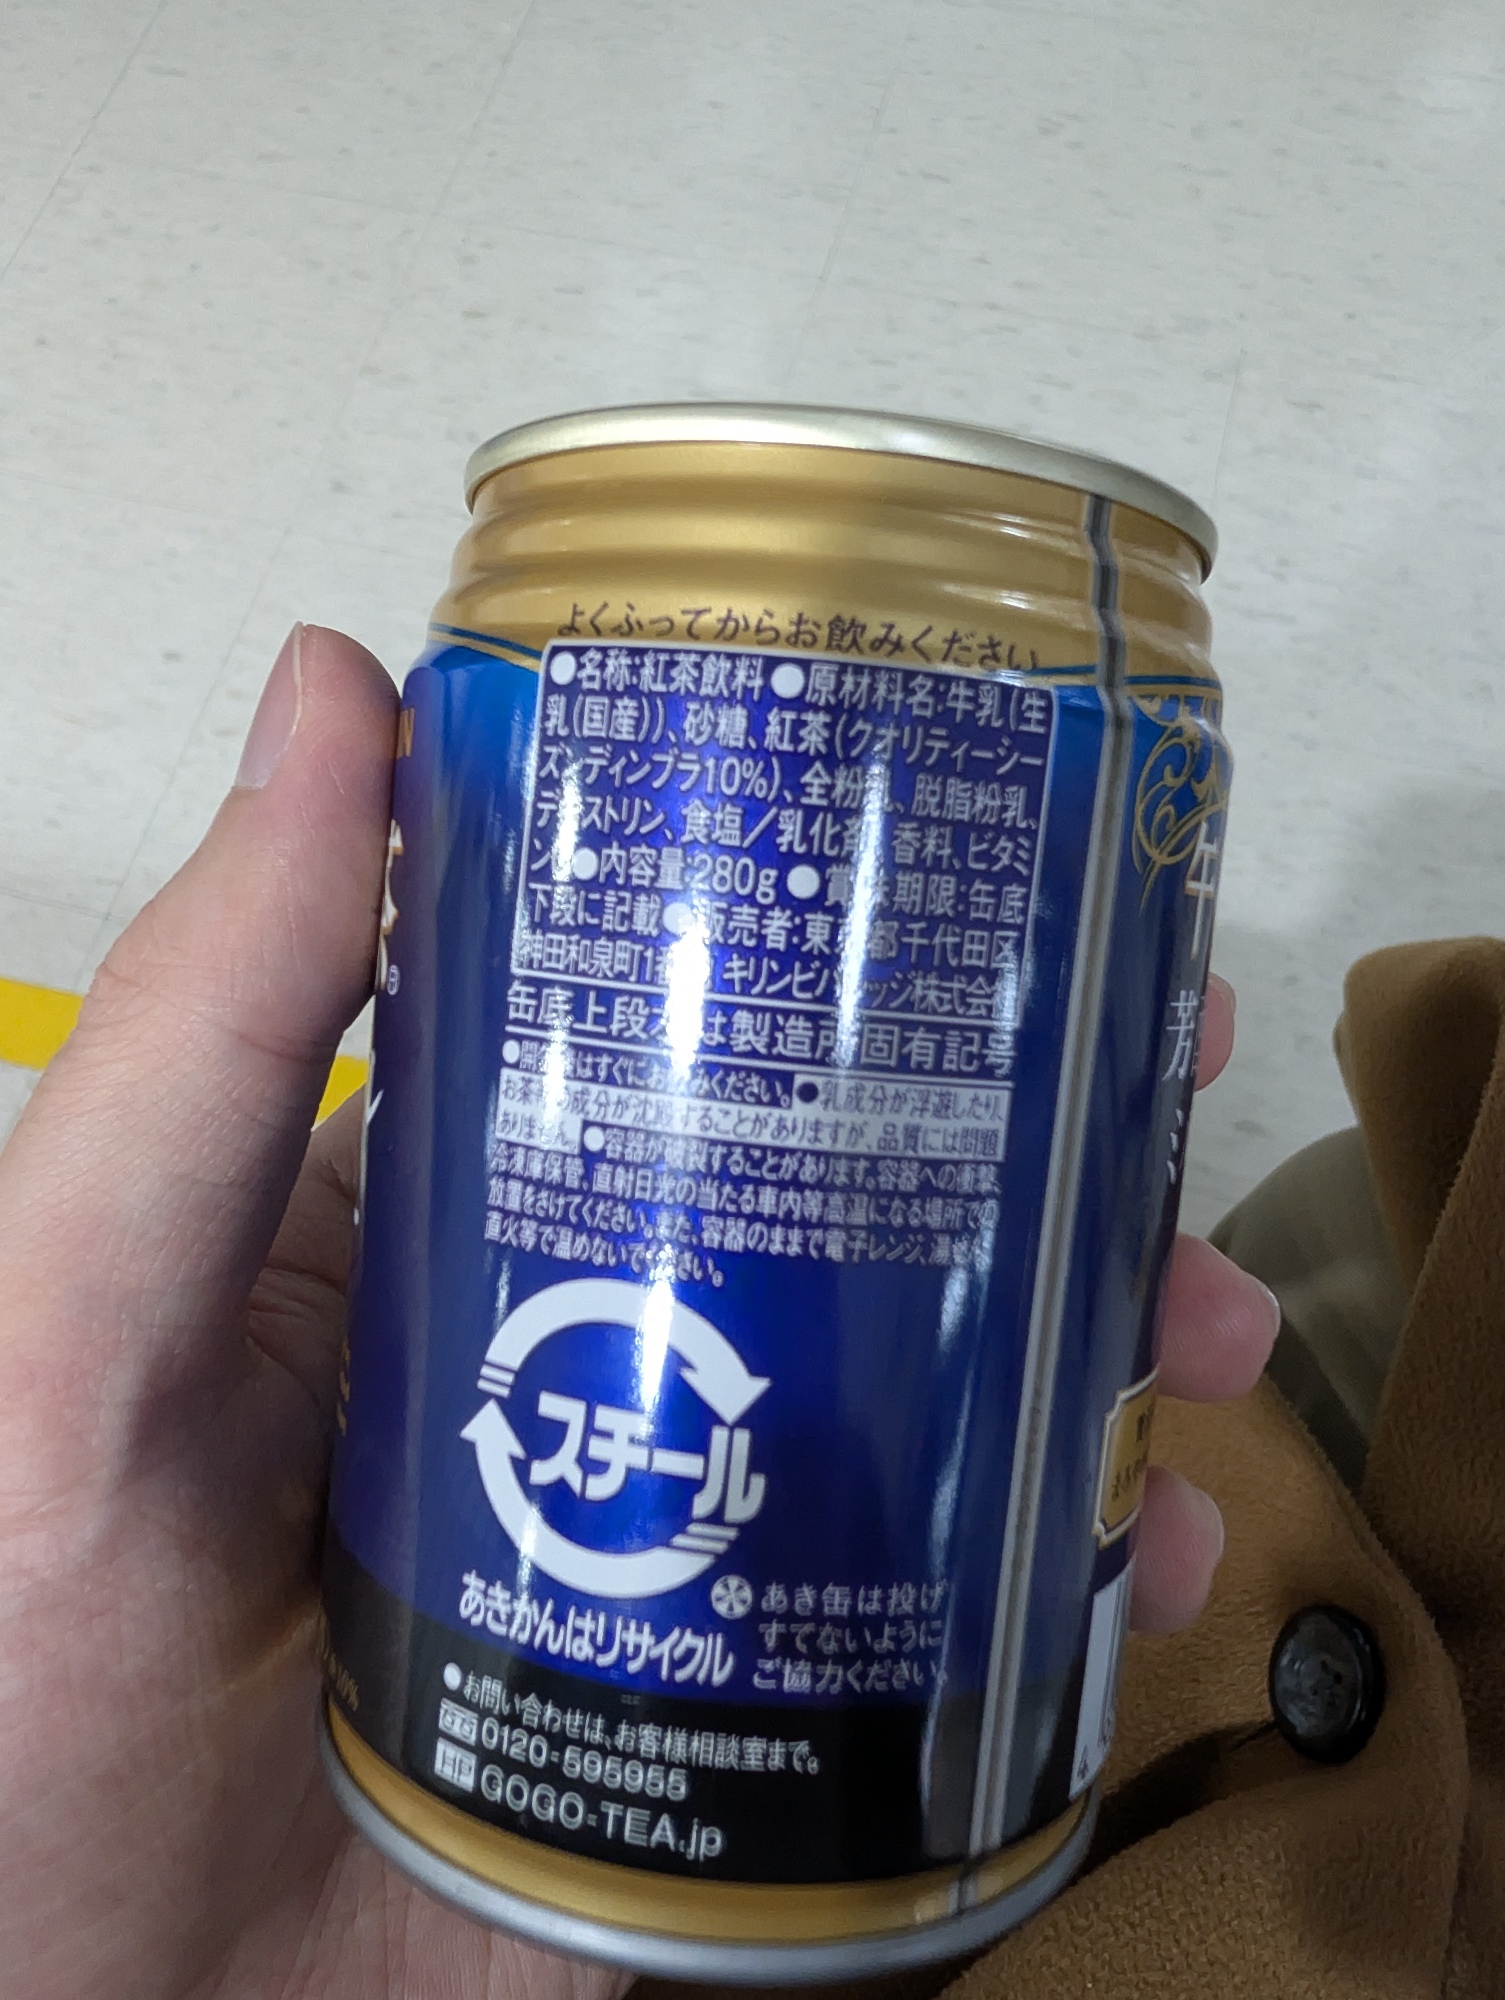 よくふってからお飲みください
●名称:紅茶飲料●原材料名:牛乳(生
乳(国産))、砂糖、紅茶(クオリティーシー
ズンディンブラ10%)、全粉乳、脱脂粉乳、
デキストリン、食塩／乳化剤、香料、ビタミ
ン ●内容量:280g●賞味期限:缶底
下段に記載●販売者:東京都千代田区
神田和泉町 キリンビバレッジ株式会社
缶底上段 は製造所固有記号
●開缶後はすぐにお飲みください。●乳成分が浮遊したり、
お茶の成分が沈殿することがありますが、品質には問題
ありません。●容器が破裂することがあります。容器への衝撃、
冷凍庫保管、直射日光の当たる車内等高温になる場所での
放置をさけてください。また、容器のままで電子レンジ、湯せん、
直火等で温めないでください。
スチール
あきかんはリサイクル
あき缶は投げ
すてないように
ご協力ください。
●お問い合わせは、お客様相談室まで。
0120-595955
HP GOGO-TEA.jp